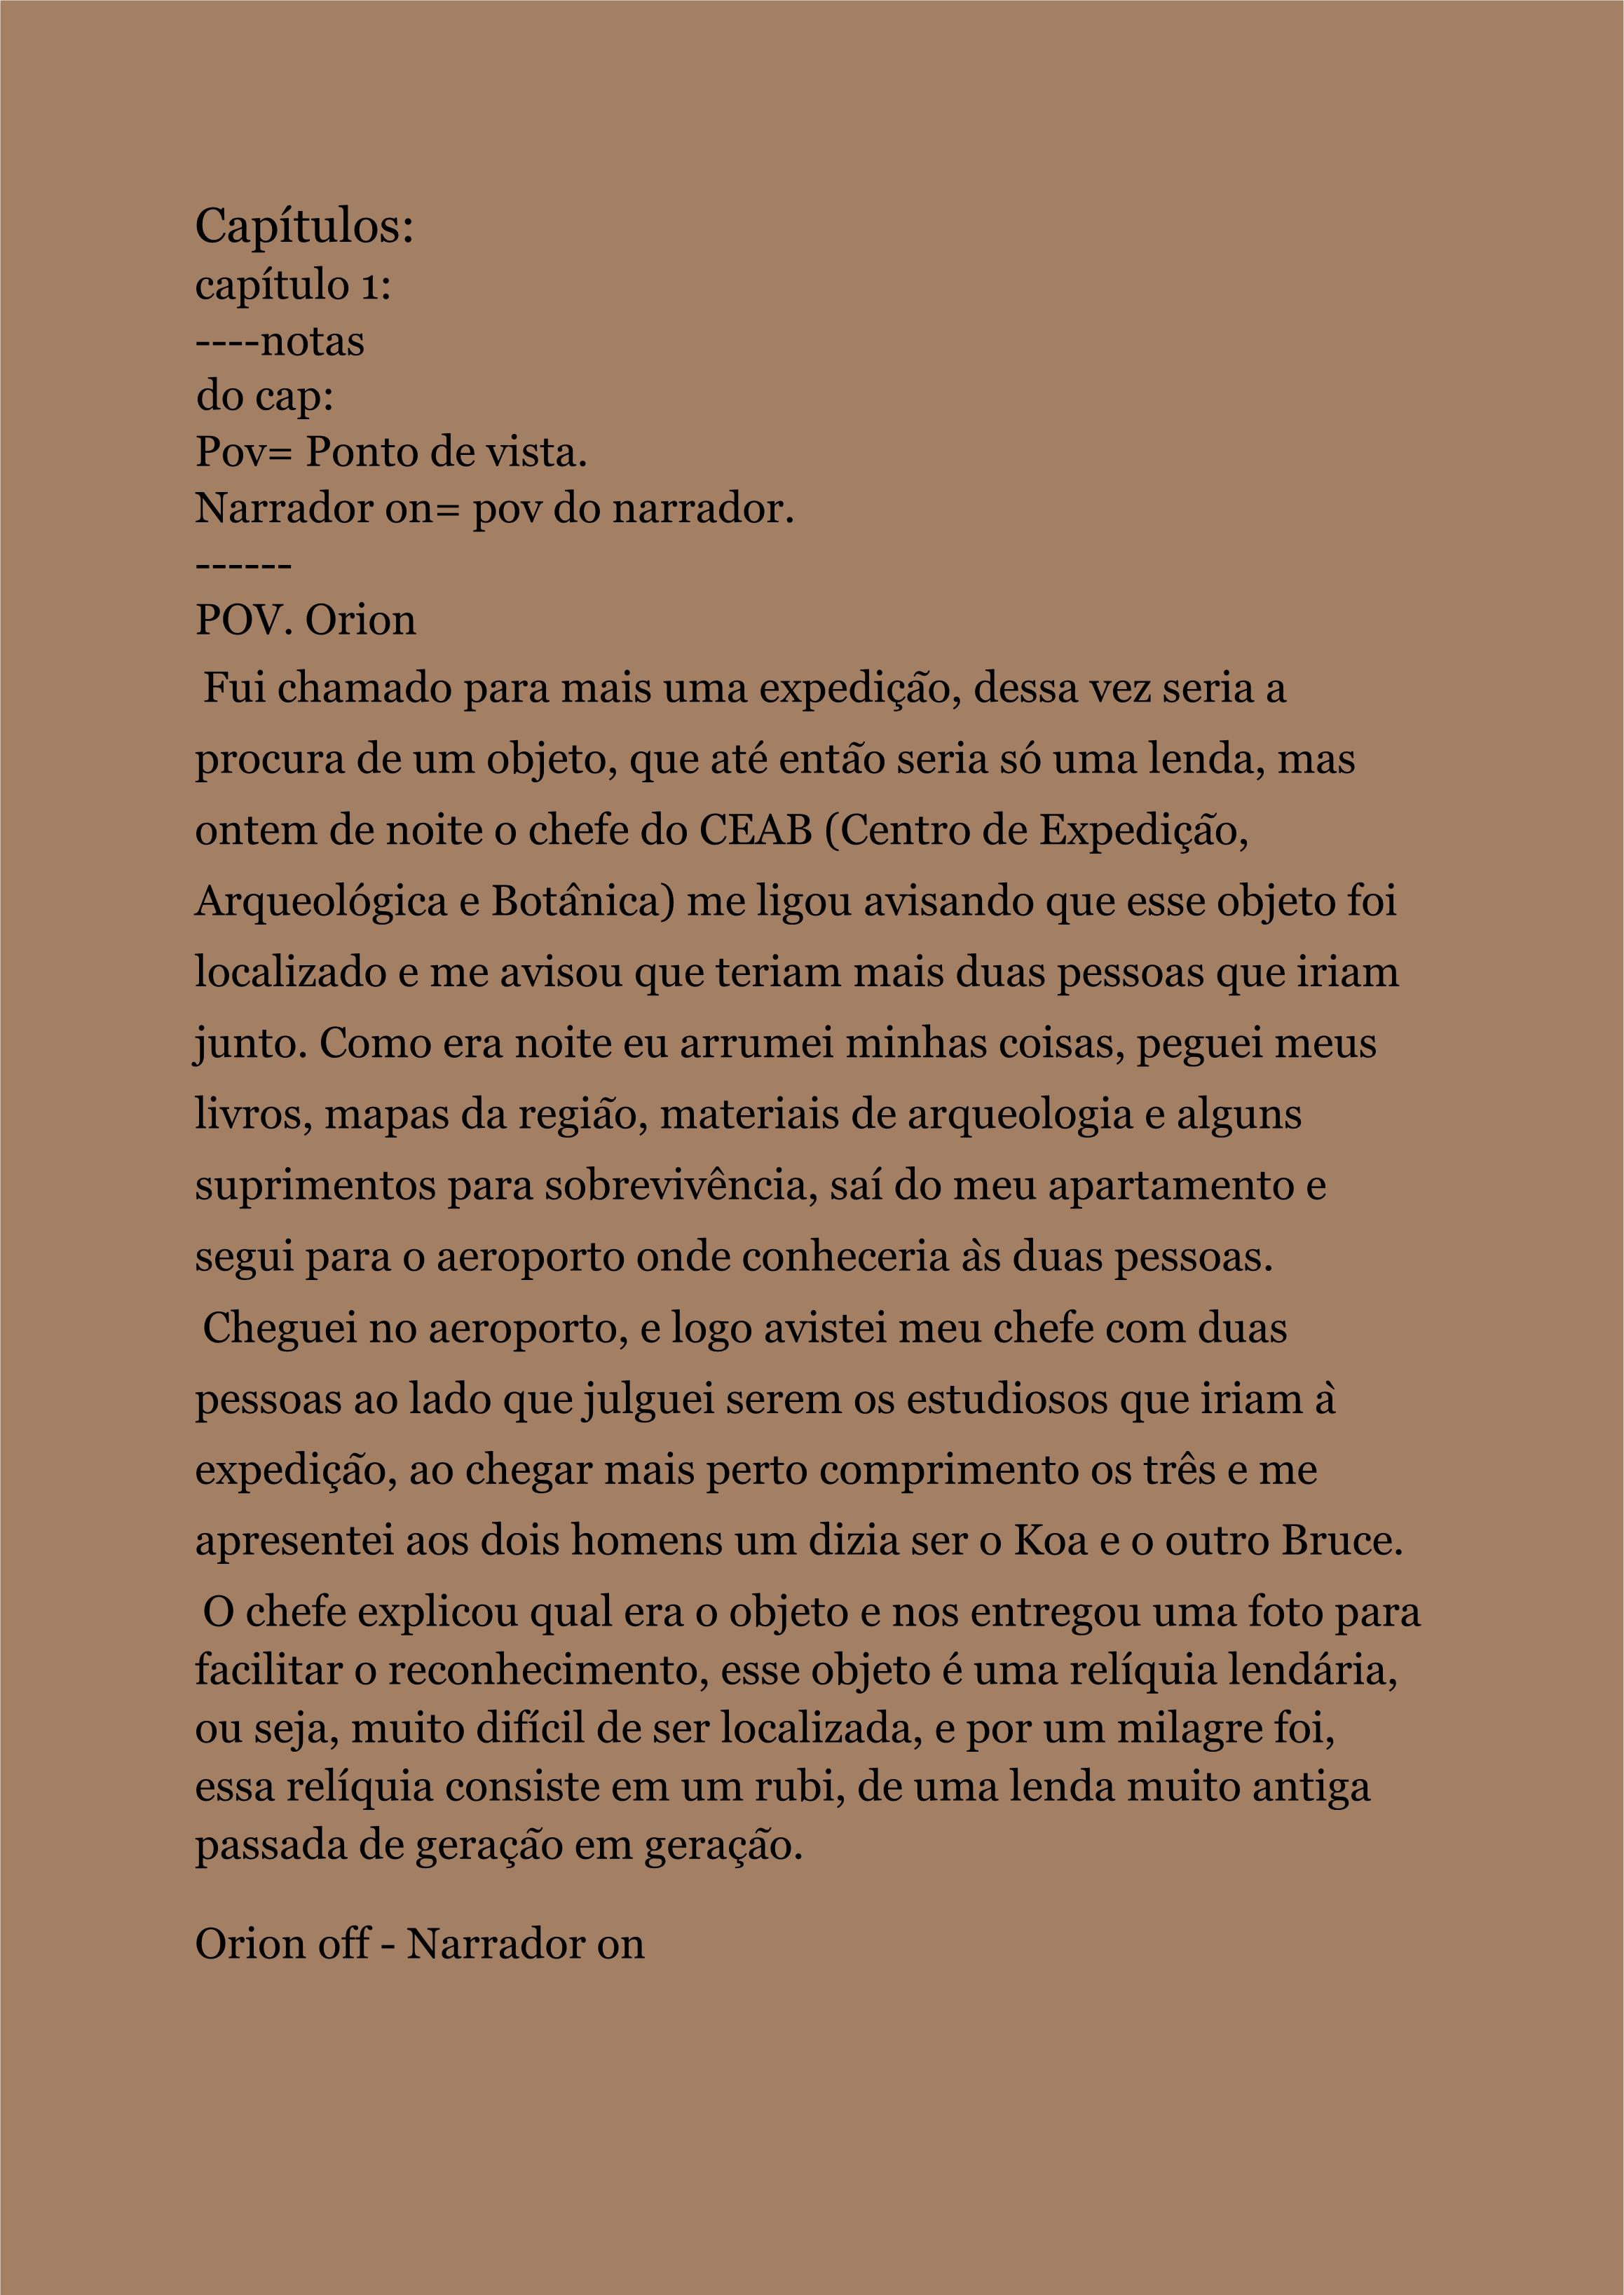 Capítulos:
capítulo 1:
----notas
do cap:
Pov= Ponto de vista.
Narrador on= pov do narrador.
------
POV. Orion
Fui chamado para mais uma expedição, dessa vez seria a
procura de um objeto, que até então seria só uma lenda, mas
ontem de noite o chefe do CEAB (Centro de Expedição,
Arqueológica e Botânica) me ligou avisando que esse objeto foi
localizado e me avisou que teriam mais duas pessoas que iriam
junto. Como era noite eu arrumei minhas coisas, peguei meus
livros, mapas da região, materiais de arqueologia e alguns
suprimentos para sobrevivência, saí do meu apartamento e
segui para o aeroporto onde conheceria às duas pessoas.
Cheguei no aeroporto, e logo avistei meu chefe com duas
pessoas ao lado que julguei serem os estudiosos que iriam à
expedição, ao chegar mais perto comprimento os três e me
apresentei aos dois homens um dizia ser o Koa e o outro Bruce.
O chefe explicou qual era o objeto e nos entregou uma foto para
facilitar o reconhecimento, esse objeto é uma relíquia lendária,
ou seja, muito difícil de ser localizada, e por um milagre foi,
essa relíquia consiste em um rubi, de uma lenda muito antiga
passada de geração em geração.
Orion off - Narrador on